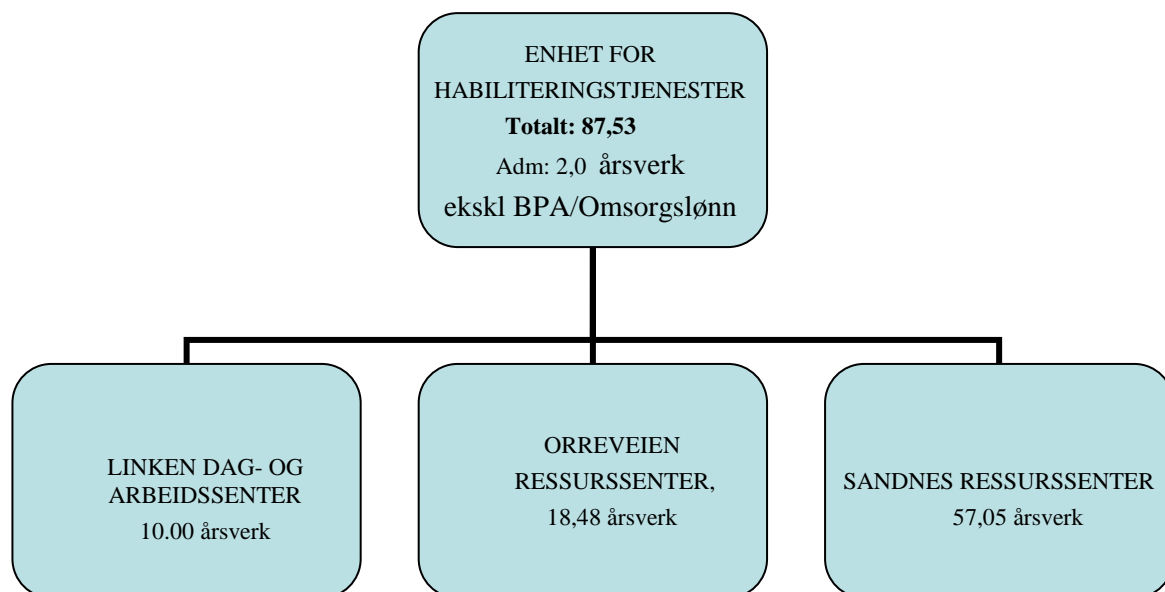 ENHET FOR
HABILITERINGSTJENESTER
Totalt: 87,53
Adm: 2,0 årsverk
ekskl BPA/Omsorgslønn
LINKEN DAG- OG
ARBEIDSSENTER
10.00 årsverk
ORREVEIEN
RESSURSSENTER,
18,48 årsverk
SANDNES RESSURSSENTER
57,05 årsverk